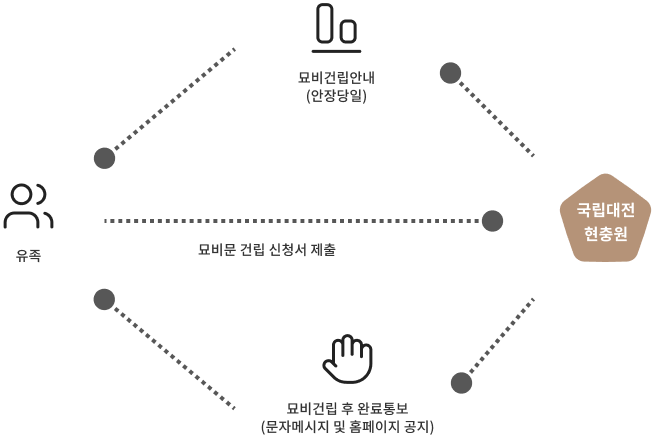 묘비건립안내
(안장당일)
국립대전
현충원
유족
묘비문 건립 신청서 제출
묘비건립 후 완료통보
(문자메시지 및 홈페이지 공지)